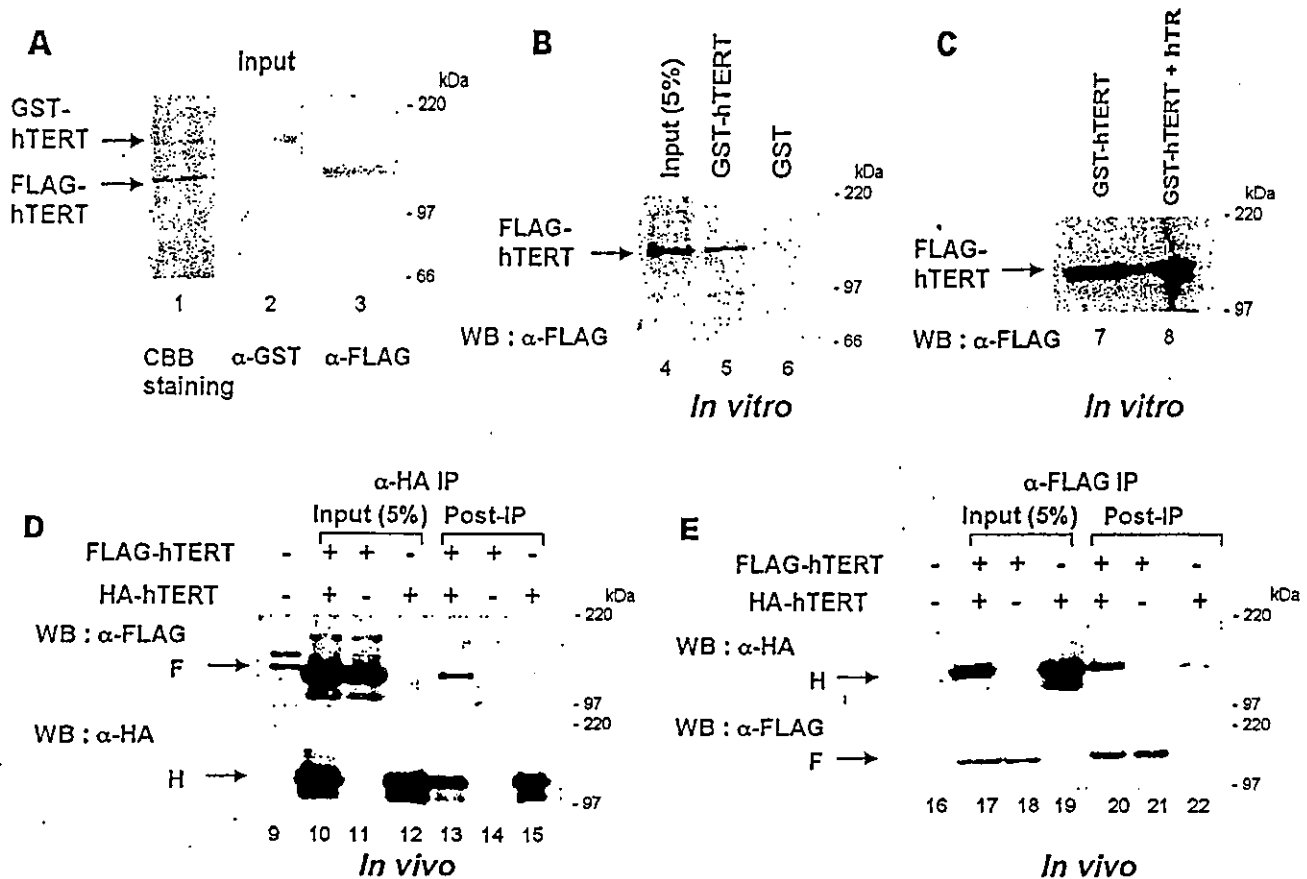 A
Input
kDa
GST-
hTERT
FLAG-
hTERT
- 220
- 97
- 66
1 2 3
CBB
staining
α-GST α-FLAG
B
Input (5%)
GST-hTERT
GST
kDa
- 220
FLAG-
hTERT
- 97
WB : α-FLAG
- 66
4 5 6
In vitro
C
GST-hTERT
GST-hTERT + hTR
kDa
- 220
FLAG-
hTERT
- 97
WB : α-FLAG
7 8
In vitro
D
α-HA IP
Input (5%) Post-IP
FLAG-hTERT - + + - + + -
HA-hTERT - + - + + - +
kDa
- 220
WB : α-FLAG
F
- 97
- 220
WB : α-HA
H
- 97
9 10 11 12 13 14 15
In vivo
E
α-FLAG IP
Input (5%) Post-IP
FLAG-hTERT - + + - + + -
HA-hTERT - + - + + - +
kDa
- 220
WB : α-HA
H
- 97
- 220
WB : α-FLAG
F
- 97
16 17 18 19 20 21 22
In vivo